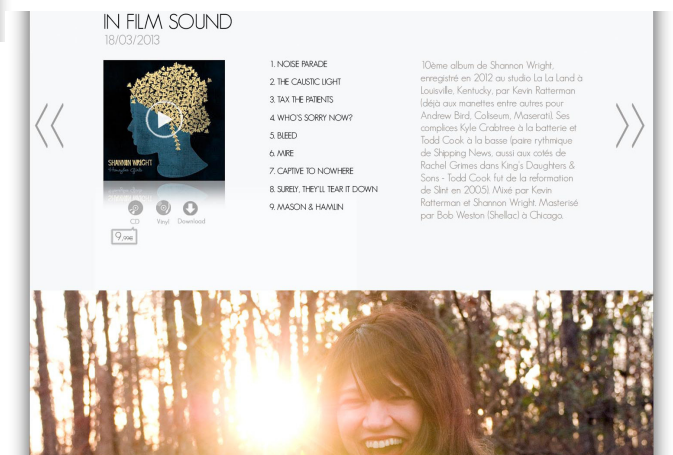 IN FILM SOUND
18/03/2013
SHANNON WRIGHT
1. NOISE PARADE
2. THE CAUSTIC LIGHT
3. TAX THE PATIENTS
4. WHO'S SORRY NOW?
5. BLEED
6. MIRE
7. CAPTIVE TO NOWHERE
8. SURELY, THEY'LL TEAR IT DOWN
9. MASON & HAMLIN
10ème album de Shannon Wright,
enregistré en 2012 au studio La La Land à
Louisville, Kentucky, par Kevin Ratterman
(déjà aux manettes entre autres pour
Andrew Bird, Coliseum, Maserati). Ses
complices Kyle Crabtree à la batterie et
Todd Cook à la basse (paire rythmique
de Shipping News, aussi aux cotés de
Rachel Grimes dans King's Daughters &
Sons - Todd Cook fut de la reformation
de Slint en 2005). Mixé par Kevin
Ratterman et Shannon Wright. Masterisé
par Bob Weston (Shellac) à Chicago.
CD Vinyl Download